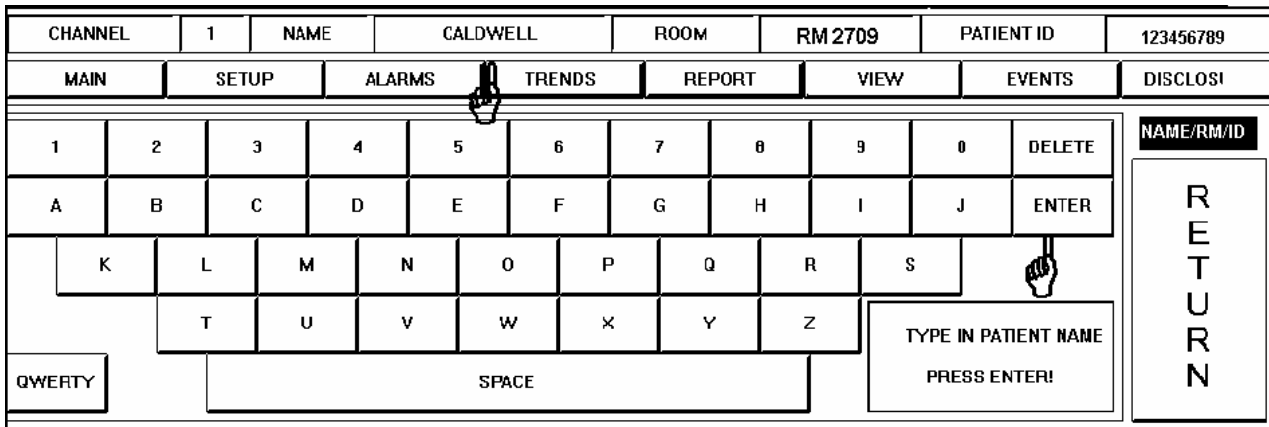 CHANNEL 1 NAME CALDWELL ROOM RM 2709 PATIENT ID 123456789
MAIN SETUP ALARMS TRENDS REPORT VIEW EVENTS DISCLOSU
1 2 3 4 5 6 7 8 9 0 DELETE
NAME/RM/ID
A B C D E F G H I J ENTER
K L M N O P Q R S
T U V W X Y Z
QWERTY SPACE
TYPE IN PATIENT NAME
PRESS ENTER!
RETURN